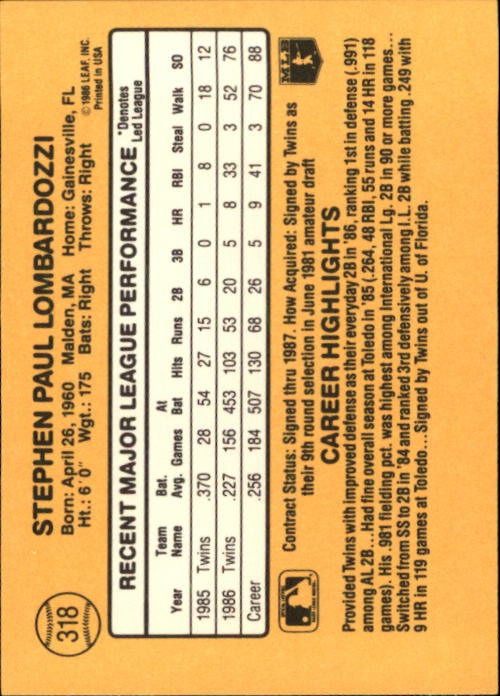 318
STEPHEN PAUL LOMBARDOZZI
Born: April 26, 1960 Malden, MA Home: Gainesville, FL
Ht.: 6' 0" Wgt.: 175 Bats: Right Throws: Right
© 1986 LEAF, INC.
Printed in USA
RECENT MAJOR LEAGUE PERFORMANCE *Denotes Led League
Year Team Name Bat. Avg. Games At Bat Hits Runs 2B 3B HR RBI Steal Walk SO
1985 Twins .370 28 54 27 15 6 0 1 8 0 18 12
1986 Twins .227 156 453 103 53 20 5 8 33 3 52 76
Career .256 184 507 130 68 26 5 9 41 3 70 88
Contract Status: Signed thru 1987. How Acquired: Signed by Twins as
their 9th round selection in June 1981 amateur draft
MLB
CAREER HIGHLIGHTS
Provided Twins with improved defense as their everyday 2B in '86, ranking 1st in defense (.991)
among AL 2B... Had fine overall season at Toledo in '85 (.264, 48 RBI, 55 runs and 14 HR in 118
games). His .981 fielding pct. was highest among International Lg. 2B in 90 or more games...
Switched from SS to 2B in '84 and ranked 3rd defensively among I.L. 2B while batting .249 with
9 HR in 119 games at Toledo... Signed by Twins out of U. of Florida.